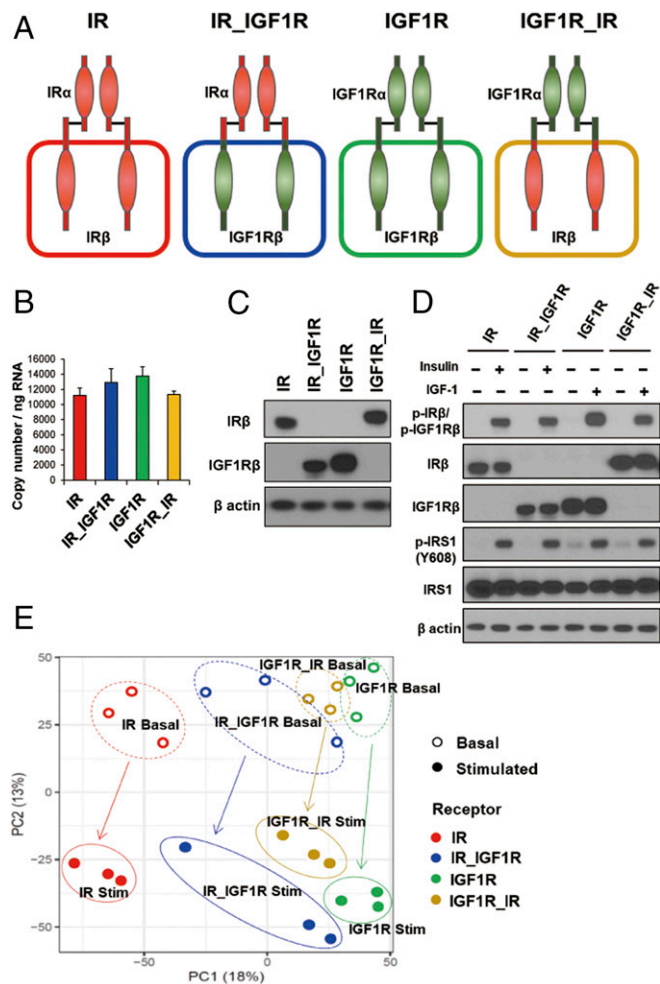 A
IR IR_IGF1R IGF1R IGF1R_IR
IRα IRα IGF1Rα IGF1Rα
IRβ IGF1Rβ IGF1Rβ IRβ
B
Copy number / ng RNA
16000
14000
12000
10000
8000
6000
4000
2000
0
IR IR_IGF1R IGF1R IGF1R_IR
C
IR IR_IGF1R IGF1R IGF1R_IR
IRβ
IGF1Rβ
β actin
D
IR IR_IGF1R IGF1R IGF1R_IR
Insulin – + – + – – – –
IGF-1 – – – – – + – +
p-IRβ/
p-IGF1Rβ
IRβ
IGF1Rβ
p-IRS1
(Y608)
IRS1
β actin
E
PC2 (13%)
50
25
0
−25
−50
IR Basal
IR_IGF1R Basal
IGF1R_IR Basal
IGF1R Basal
IR Stim
IR_IGF1R Stim
IGF1R_IR Stim
IGF1R Stim
−50 0 50
PC1 (18%)
Basal
Stimulated
Receptor
IR
IR_IGF1R
IGF1R
IGF1R_IR